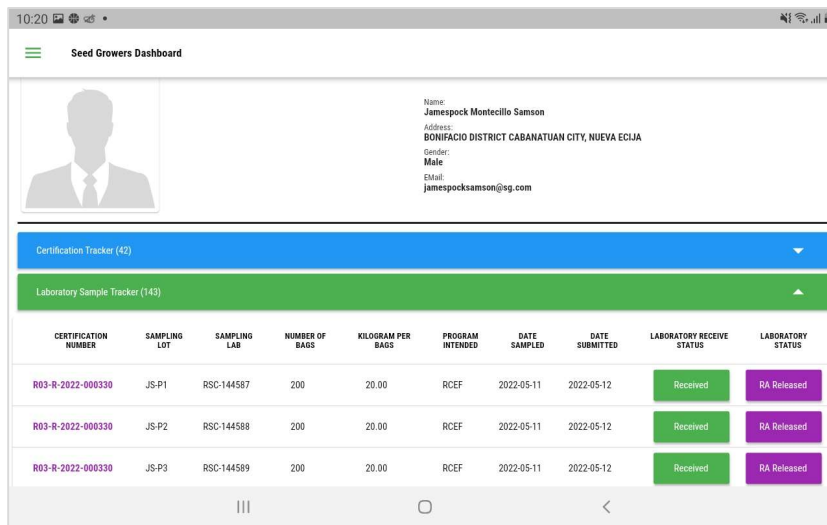 10:20
Seed Growers Dashboard
Name:
Jamespock Montecillo Samson
Address:
BONIFACIO DISTRICT CABANATUAN CITY, NUEVA ECIJA
Gender:
Male
EMail:
jamespocksamson@sg.com
Certification Tracker (42)
Laboratory Sample Tracker (143)
CERTIFICATION NUMBER SAMPLING LOT SAMPLING LAB NUMBER OF BAGS KILOGRAM PER BAGS PROGRAM INTENDED DATE SAMPLED DATE SUBMITTED LABORATORY RECEIVE STATUS LABORATORY STATUS
R03-R-2022-000330 JS-P1 RSC-144587 200 20.00 RCEF 2022-05-11 2022-05-12 Received RA Released
R03-R-2022-000330 JS-P2 RSC-144588 200 20.00 RCEF 2022-05-11 2022-05-12 Received RA Released
R03-R-2022-000330 JS-P3 RSC-144589 200 20.00 RCEF 2022-05-11 2022-05-12 Received RA Released